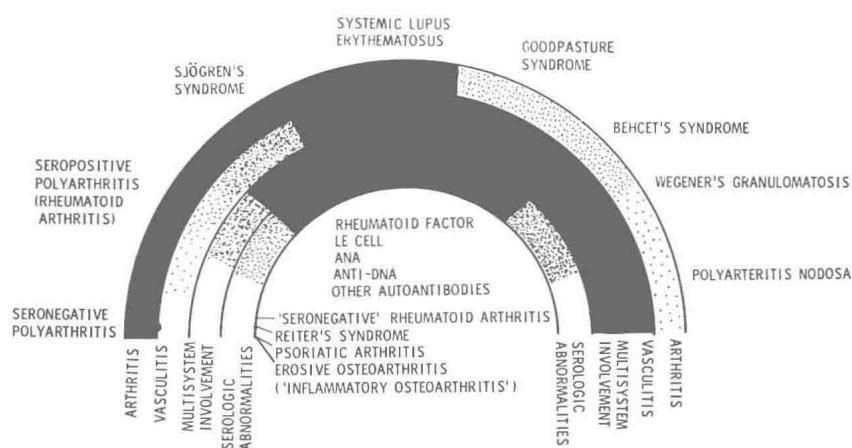 SYSTEMIC LUPUS
ERYTHEMATOSUS
GOODPASTURE
SYNDROME
SJÖGREN'S
SYNDROME
BEHCET'S SYNDROME
SEROPOSITIVE
POLYARTHRITIS
(RHEUMATOID
ARTHRITIS)
WEGENER'S GRANULOMATOSIS
RHEUMATOID FACTOR
LE CELL
ANA
ANTI-DNA
OTHER AUTOANTIBODIES
POLYARTERITIS NODOSA
SERONEGATIVE
POLYARTHRITIS
'SERONEGATIVE' RHEUMATOID ARTHRITIS
REITER'S SYNDROME
PSORIATIC ARTHRITIS
EROSIVE OSTEOARTHRITIS
('INFLAMMATORY OSTEOARTHRITIS')
ARTHRITIS
VASCULITIS
MULTISYSTEM
INVOLVEMENT
SEROLOGIC
ABNORMALITIES
SEROLOGIC
ABNORMALITIES
MULTISYSTEM
INVOLVEMENT
VASCULITIS
ARTHRITIS